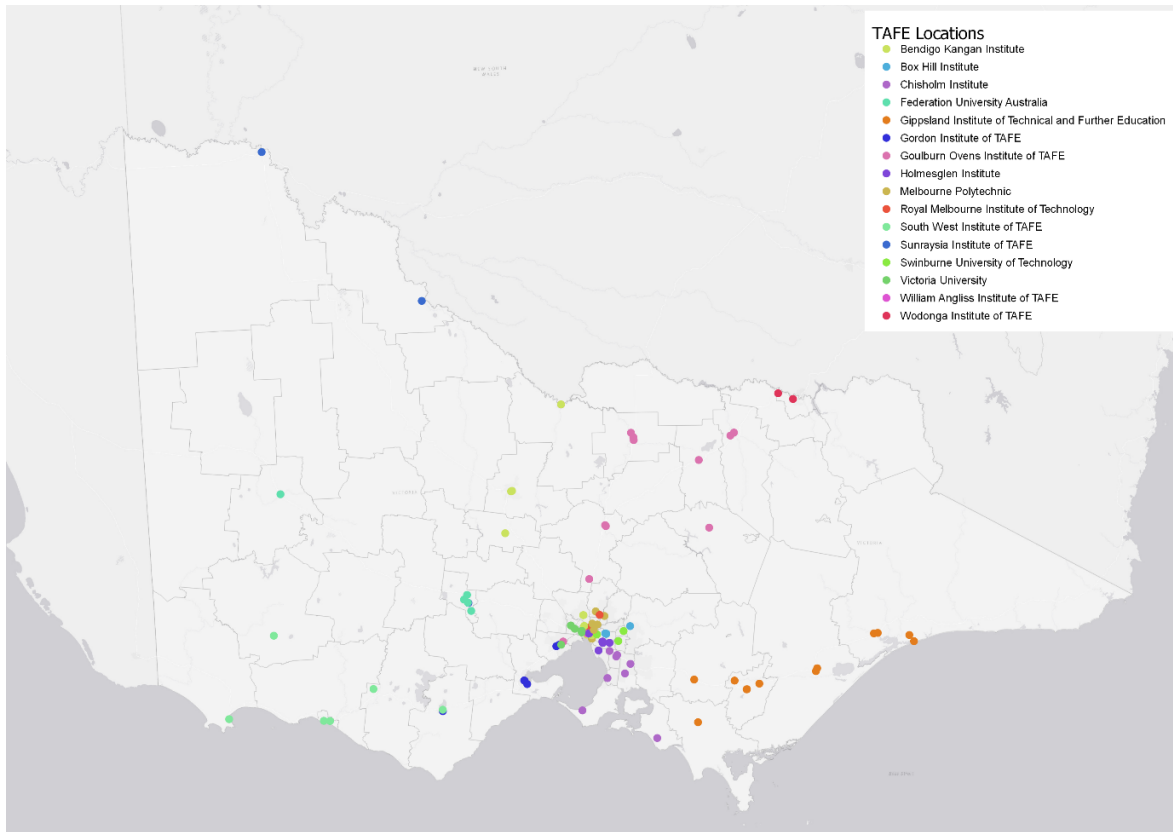 NEW SOUTH
WALES
TAFE Locations
Bendigo Kangan Institute
Box Hill Institute
Chisholm Institute
Federation University Australia
Gippsland Institute of Technical and Further Education
Gordon Institute of TAFE
Goulburn Ovens Institute of TAFE
Holmesglen Institute
Melbourne Polytechnic
Royal Melbourne Institute of Technology
South West Institute of TAFE
Sunraysia Institute of TAFE
Swinburne University of Technology
Victoria University
William Angliss Institute of TAFE
Wodonga Institute of TAFE